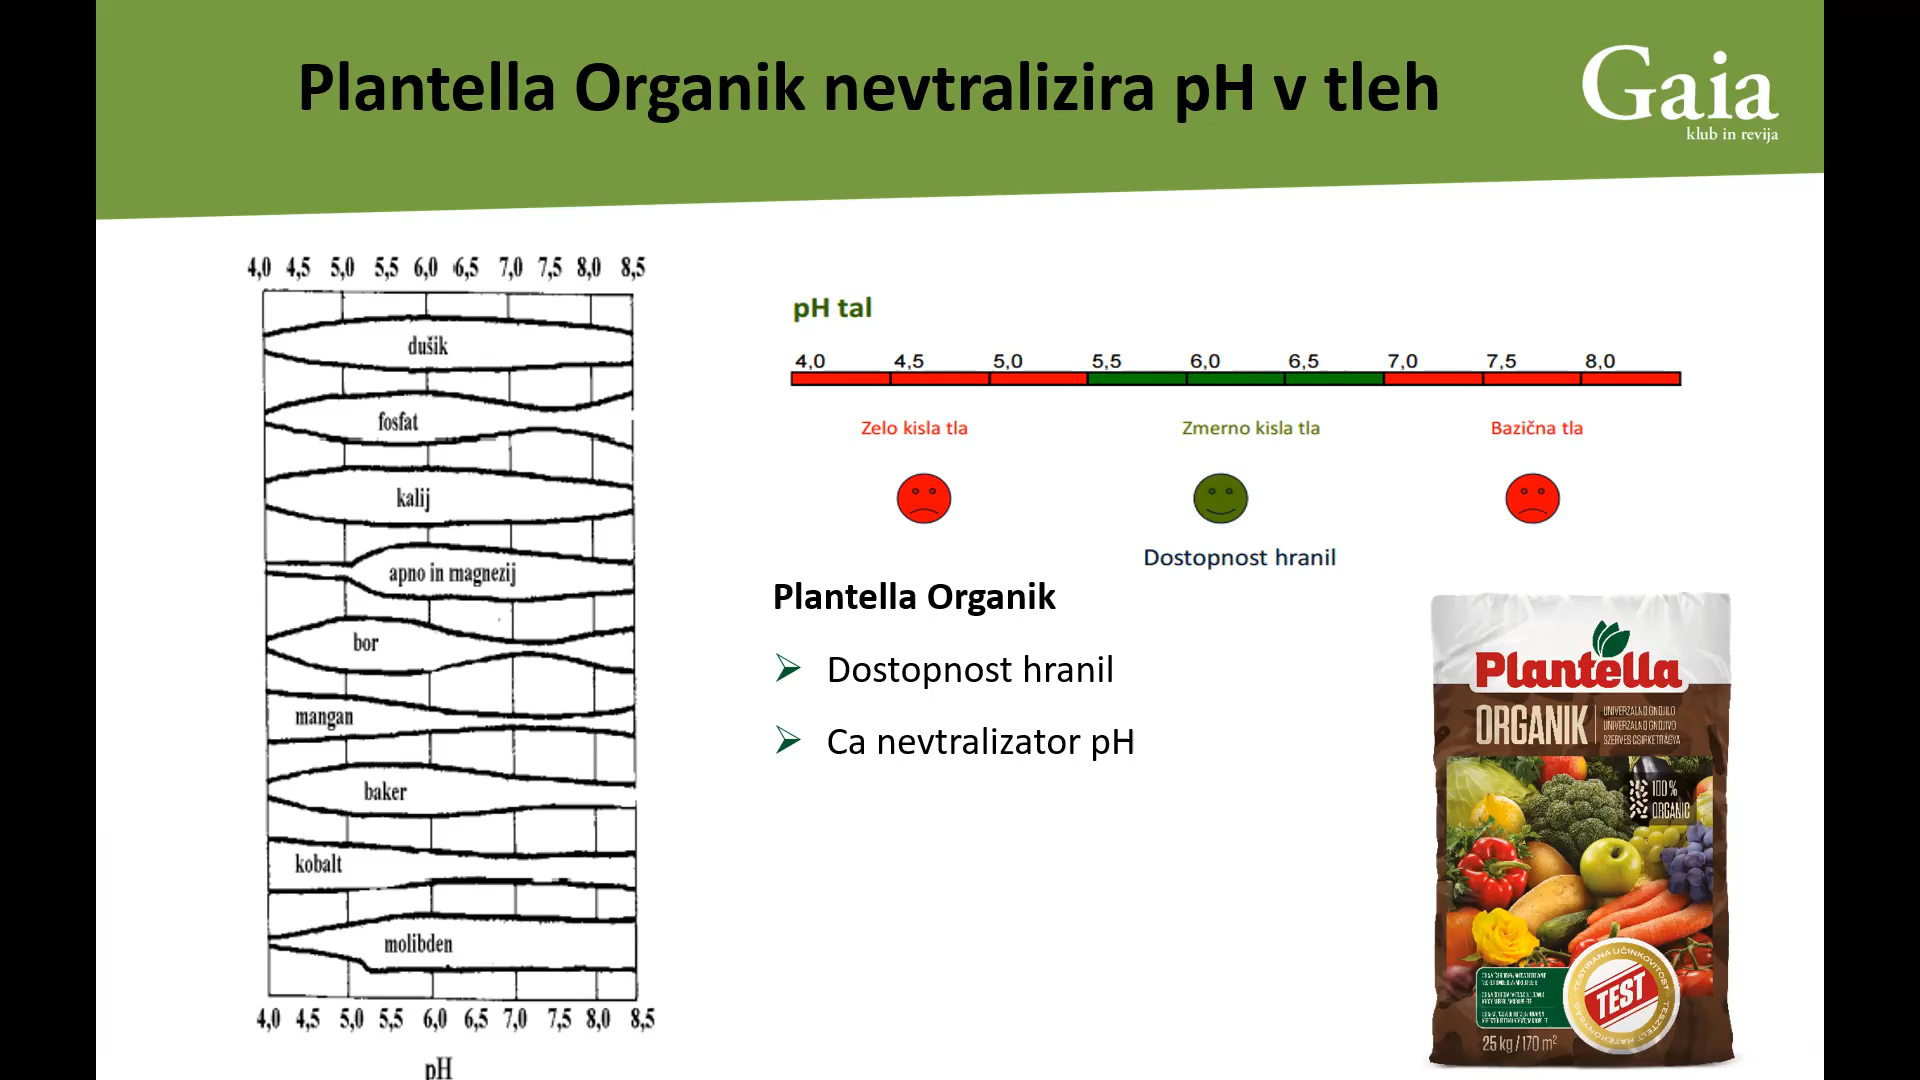 Plantella Organik nevtralizira pH v tleh
Gaia
klub in revija
4,0 4,5 5,0 5,5 6,0 6,5 7,0 7,5 8,0 8,5
dušik
fosfat
kalij
apno in magnezij
bor
mangan
baker
kobalt
molibden
4,0 4,5 5,0 5,5 6,0 6,5 7,0 7,5 8,0 8,5
pH
pH tal
4,0 4,5 5,0 5,5 6,0 6,5 7,0 7,5 8,0
Zelo kisla tla
Zmerno kisla tla
Bazična tla
Dostopnost hranil
Plantella Organik
Dostopnost hranil
Ca nevtralizator pH
Plantella
ORGANIK
UNIVERZALNO GNOJILO
UNIVERZALNO GNOJIVO
SZERVES CSIRKETRÁGYA
100%
ORGANIC
TESTIRANA UČINKOVITOST
TEST
25 kg / 170 m²